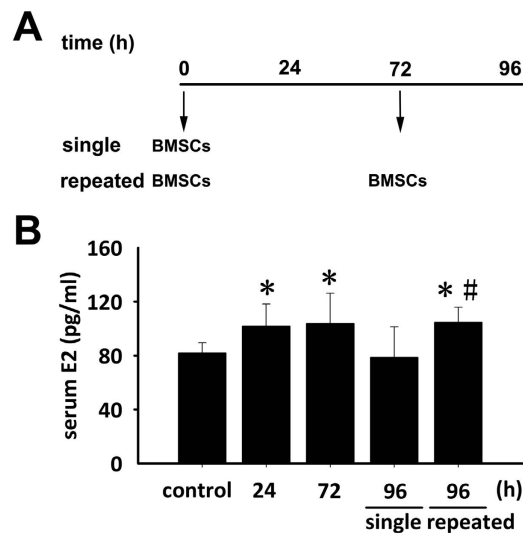 A
time (h)
0 24 72 96
single BMSCs
repeated BMSCs BMSCs
B
160
120
80
40
0
serum E2 (pg/ml)
* * * #
control 24 72 96 96 (h)
single repeated